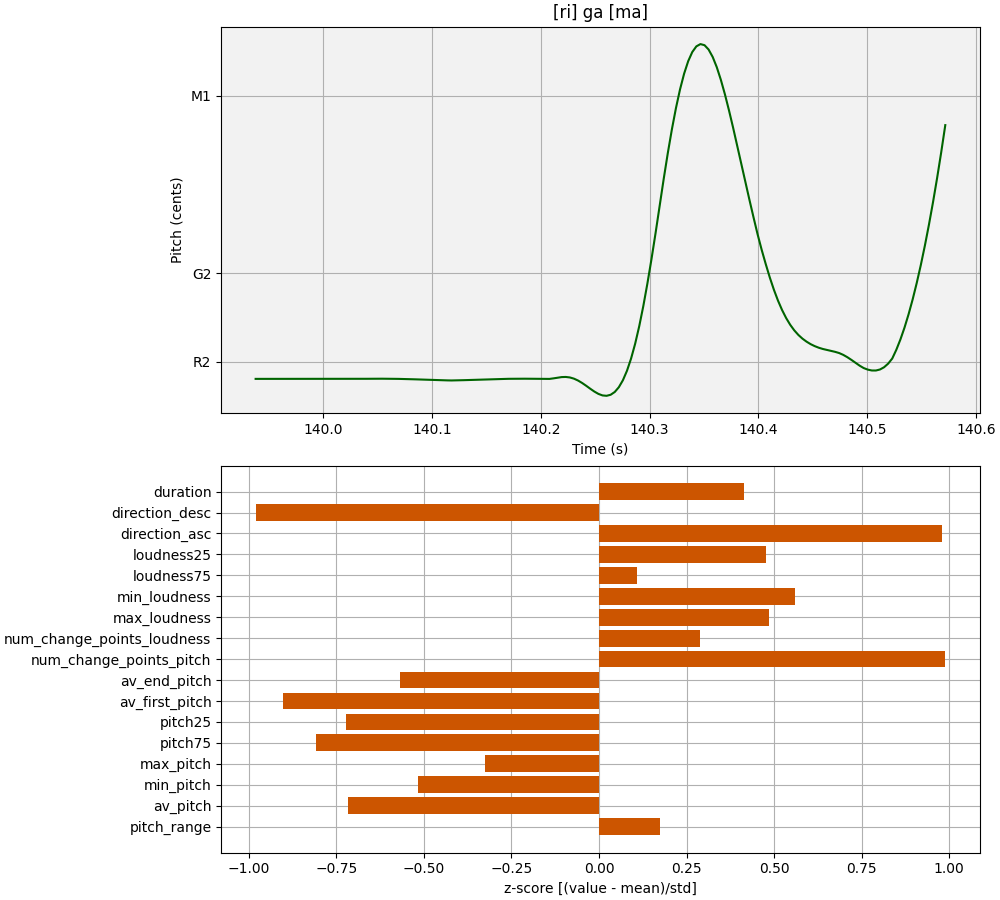 [ri] ga [ma]
Pitch (cents)
M1
G2
R2
140.0 140.1 140.2 140.3 140.4 140.5 140.6
Time (s)
duration
direction_desc
direction_asc
loudness25
loudness75
min_loudness
max_loudness
num_change_points_loudness
num_change_points_pitch
av_end_pitch
av_first_pitch
pitch25
pitch75
max_pitch
min_pitch
av_pitch
pitch_range
−1.00 −0.75 −0.50 −0.25 0.00 0.25 0.50 0.75 1.00
z-score [(value - mean)/std]